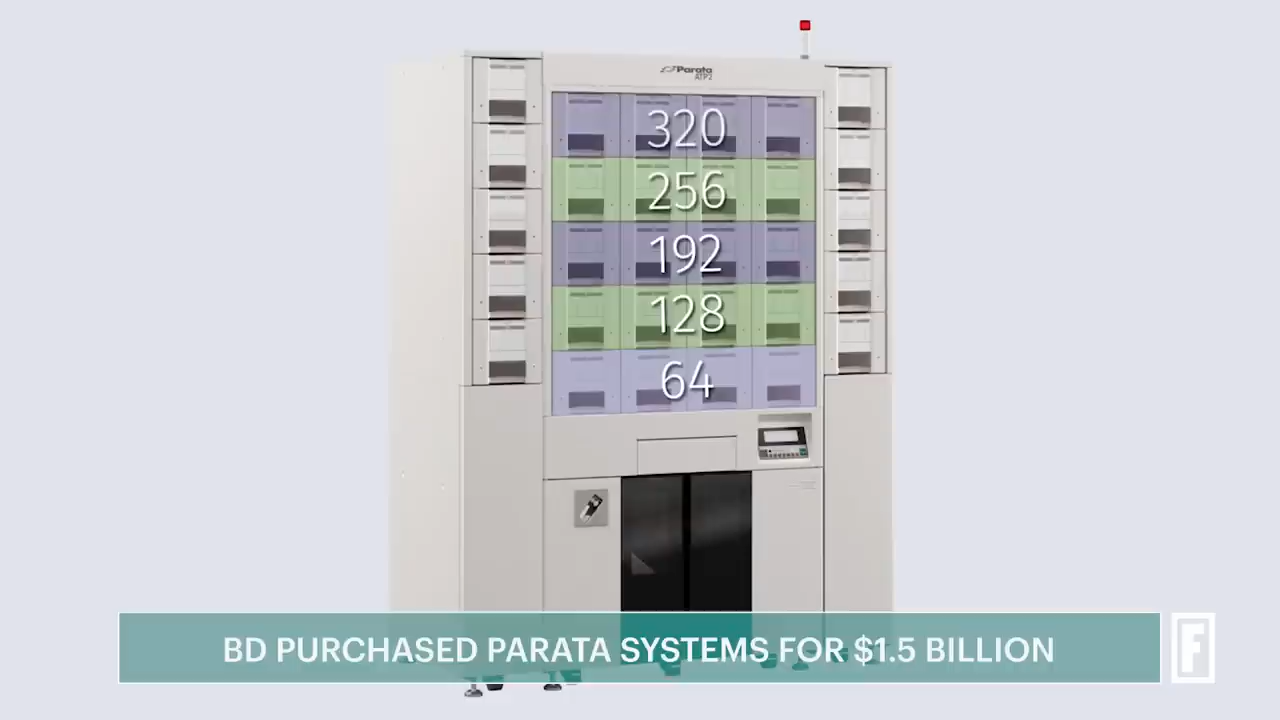 Parata
ATP2
320
256
192
128
64
BD PURCHASED PARATA SYSTEMS FOR $1.5 BILLION
F